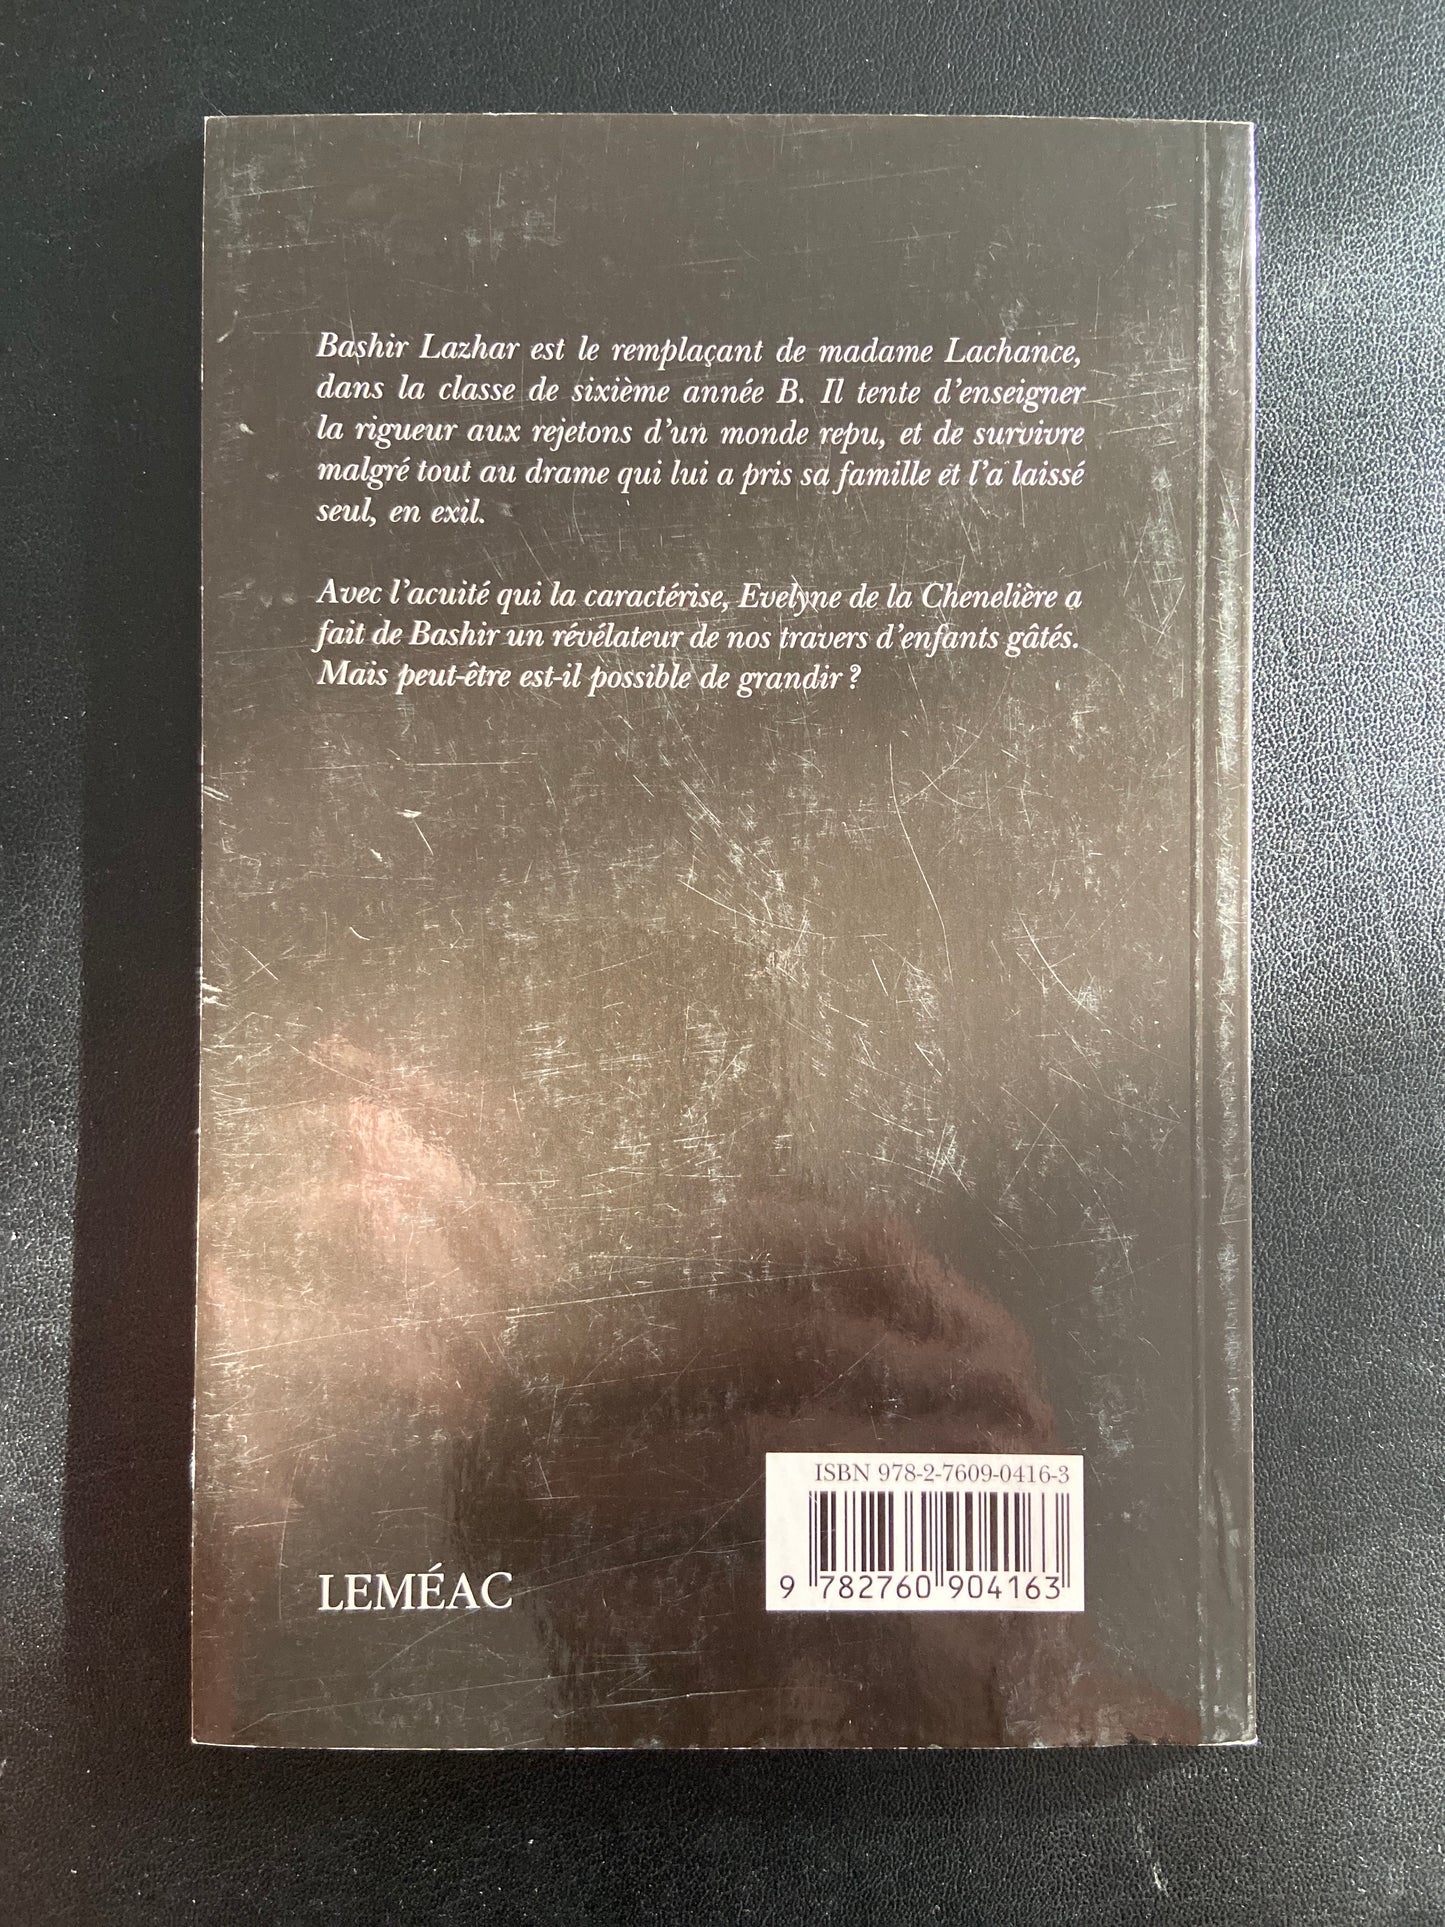 Bashir Lazhar est le remplaçant de madame Lachance,
dans la classe de sixième année B. Il tente d'enseigner
la rigueur aux rejetons d'un monde repu, et de survivre
malgré tout au drame qui lui a pris sa famille et l'a laissé
seul, en exil.
Avec l'acuité qui la caractérise, Evelyne de la Chenelière a
fait de Bashir un révélateur de nos travers d'enfants gâtés.
Mais peut-être est-il possible de grandir ?
ISBN 978-2-7609-0416-3
9 782760 904163
LEMÉAC